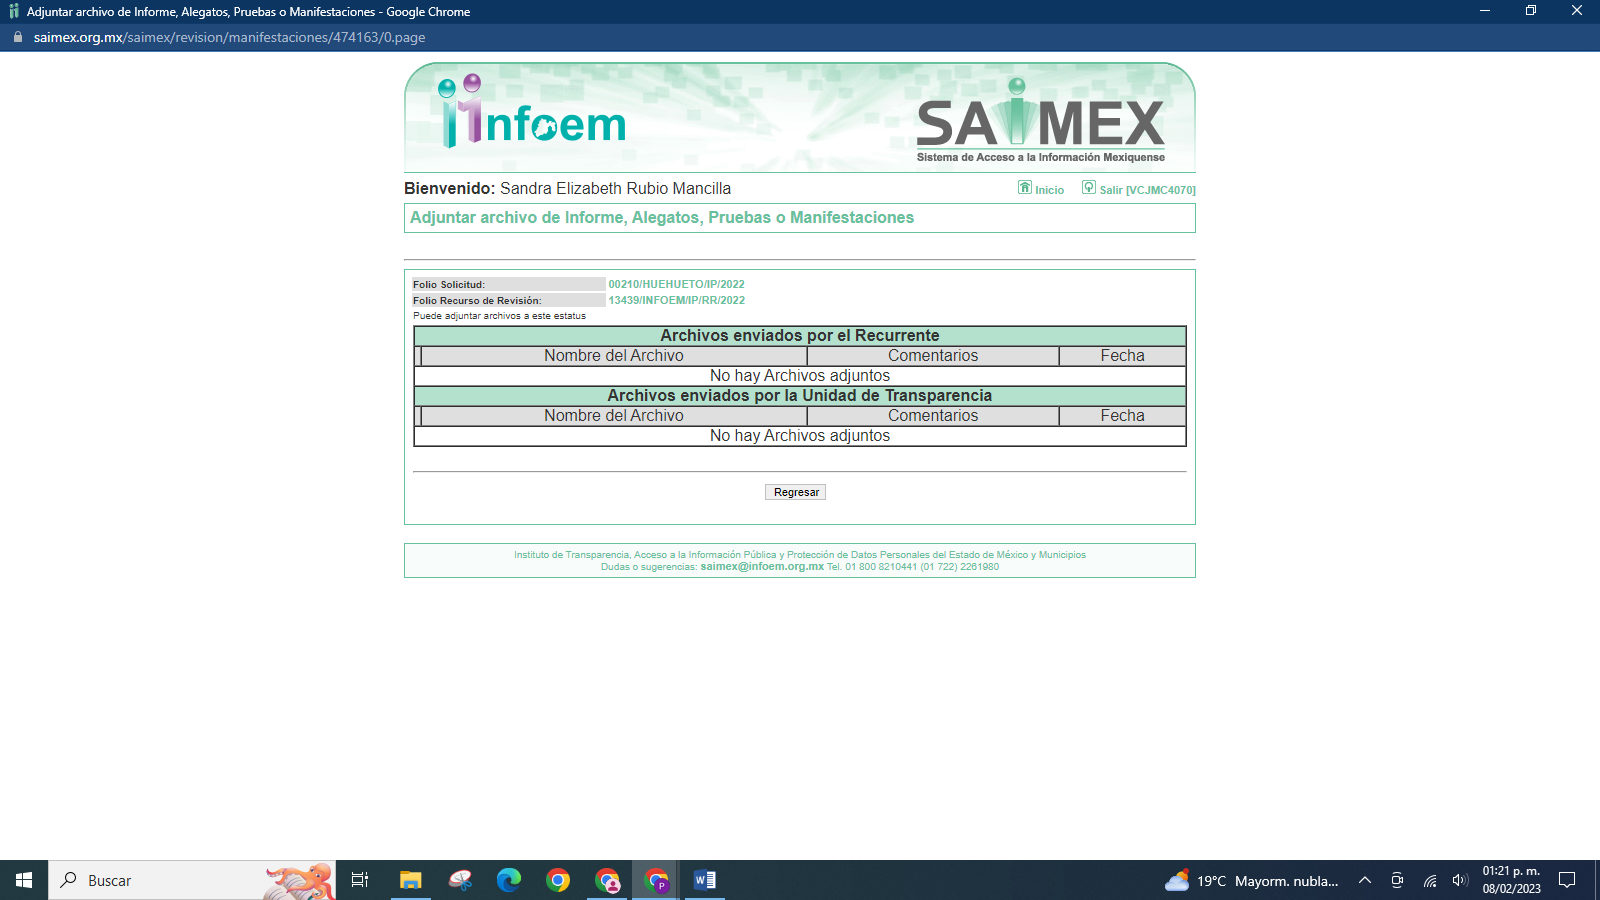 Adjuntar archivo de Informe, Alegatos, Pruebas o Manifestaciones - Google Chrome
saimex.org.mx/saimex/revision/manifestaciones/474163/0.page
infoem
SAIMEX
Sistema de Acceso a la Información Mexiquense
Bienvenido: Sandra Elizabeth Rubio Mancilla
Inicio Salir [VCJMC4070]
Adjuntar archivo de Informe, Alegatos, Pruebas o Manifestaciones
Folio Solicitud: 00210/HUEHUETO/IP/2022
Folio Recurso de Revisión: 13439/INFOEM/IP/RR/2022
Puede adjuntar archivos a este estatus
Archivos enviados por el Recurrente
Nombre del Archivo Comentarios Fecha
No hay Archivos adjuntos
Archivos enviados por la Unidad de Transparencia
Nombre del Archivo Comentarios Fecha
No hay Archivos adjuntos
Regresar
Instituto de Transparencia, Acceso a la Información Pública y Protección de Datos Personales del Estado de México y Municipios
Dudas o sugerencias: saimex@infoem.org.mx Tel. 01 800 8210441 (01 722) 2261980
Buscar
19°C Mayorm. nubla...
01:21 p. m.
08/02/2023